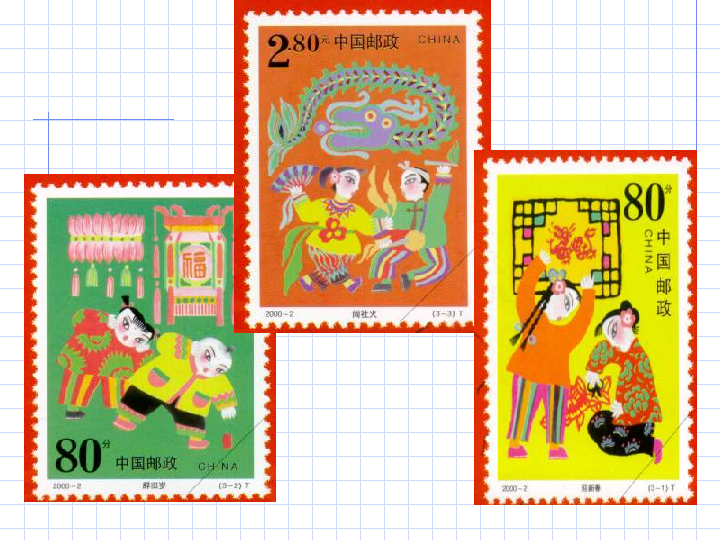 2.80元 中国邮政 CHINA
2000-2 闹社火 (3-3) T
福
80分 中国邮政 CHINA
2000-2 辞旧岁 (3-2) T
80分
中国邮政
CHINA
2000-2 迎新春 (3-1) T